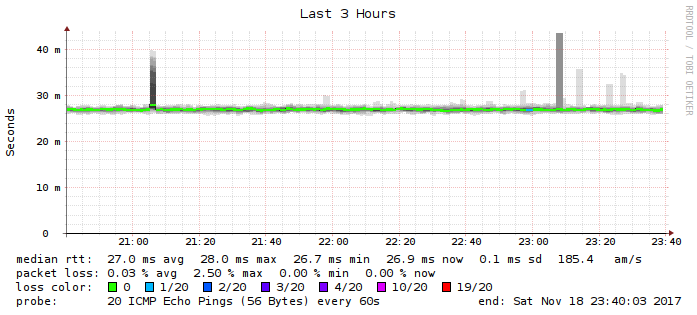 Last 3 Hours
RRDTOOL / TOBI OETIKER
Seconds
40 m
30 m
20 m
10 m
0
21:00 21:20 21:40 22:00 22:20 22:40 23:00 23:20 23:40
median rtt: 27.0 ms avg 28.0 ms max 26.7 ms min 26.9 ms now 0.1 ms sd 185.4 am/s
packet loss: 0.03 % avg 2.50 % max 0.00 % min 0.00 % now
loss color: 0 1/20 2/20 3/20 4/20 10/20 19/20
probe: 20 ICMP Echo Pings (56 Bytes) every 60s end: Sat Nov 18 23:40:03 2017